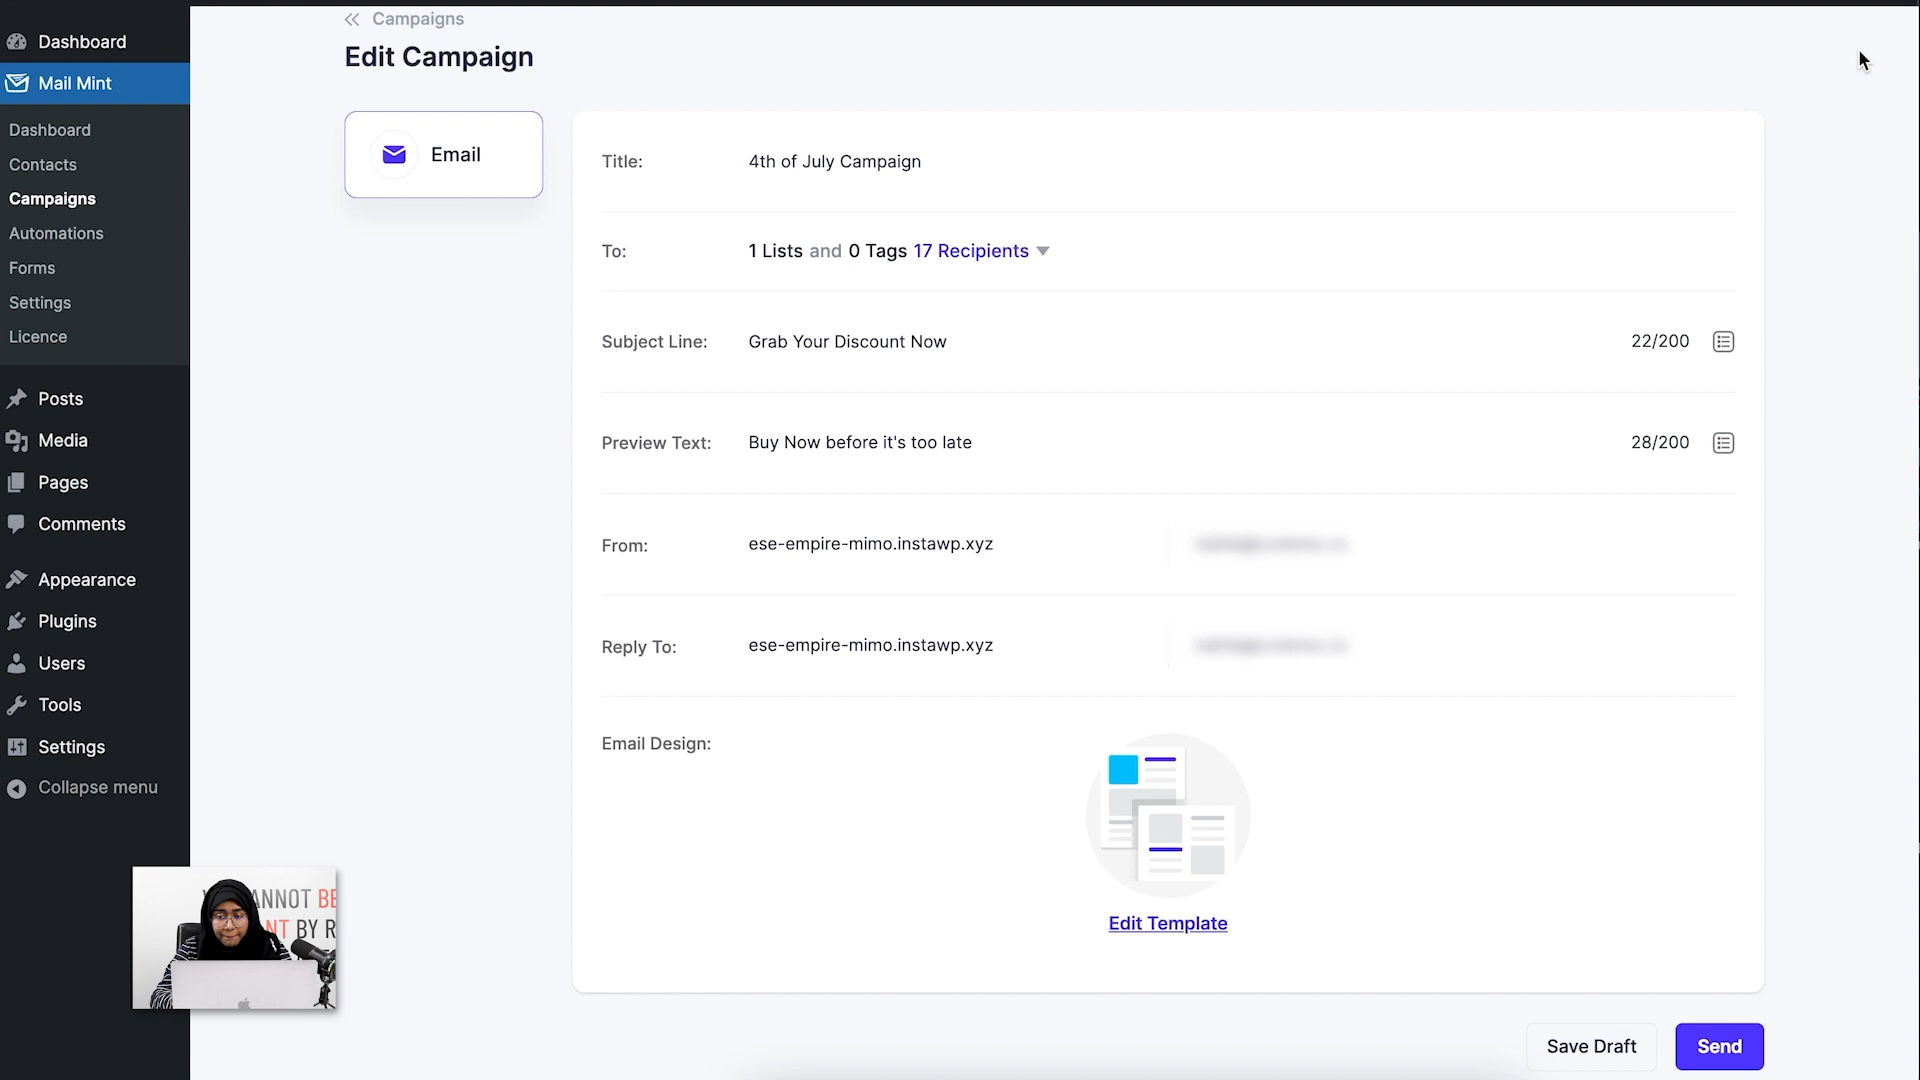 Dashboard
Mail Mint
Dashboard
Contacts
Campaigns
Automations
Forms
Settings
Licence
Posts
Media
Pages
Comments
Appearance
Plugins
Users
Tools
Settings
Collapse menu
Campaigns
Edit Campaign
Email
Title: 4th of July Campaign
To: 1 Lists and 0 Tags 17 Recipients
Subject Line: Grab Your Discount Now 22/200
Preview Text: Buy Now before it's too late 28/200
From: ese-empire-mimo.instawp.xyz
Reply To: ese-empire-mimo.instawp.xyz
Email Design:
Edit Template
Save Draft Send
ANNOT BE
NT BY R